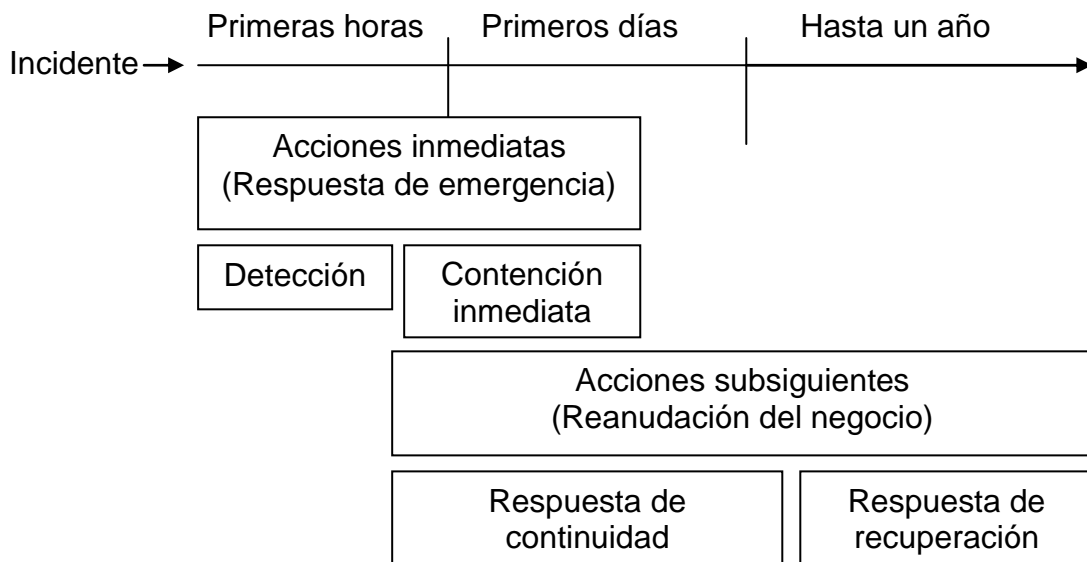 Primeras horas
Primeros días
Hasta un año
Incidente
Acciones inmediatas
(Respuesta de emergencia)
Detección
Contención
inmediata
Acciones subsiguientes
(Reanudación del negocio)
Respuesta de
continuidad
Respuesta de
recuperación